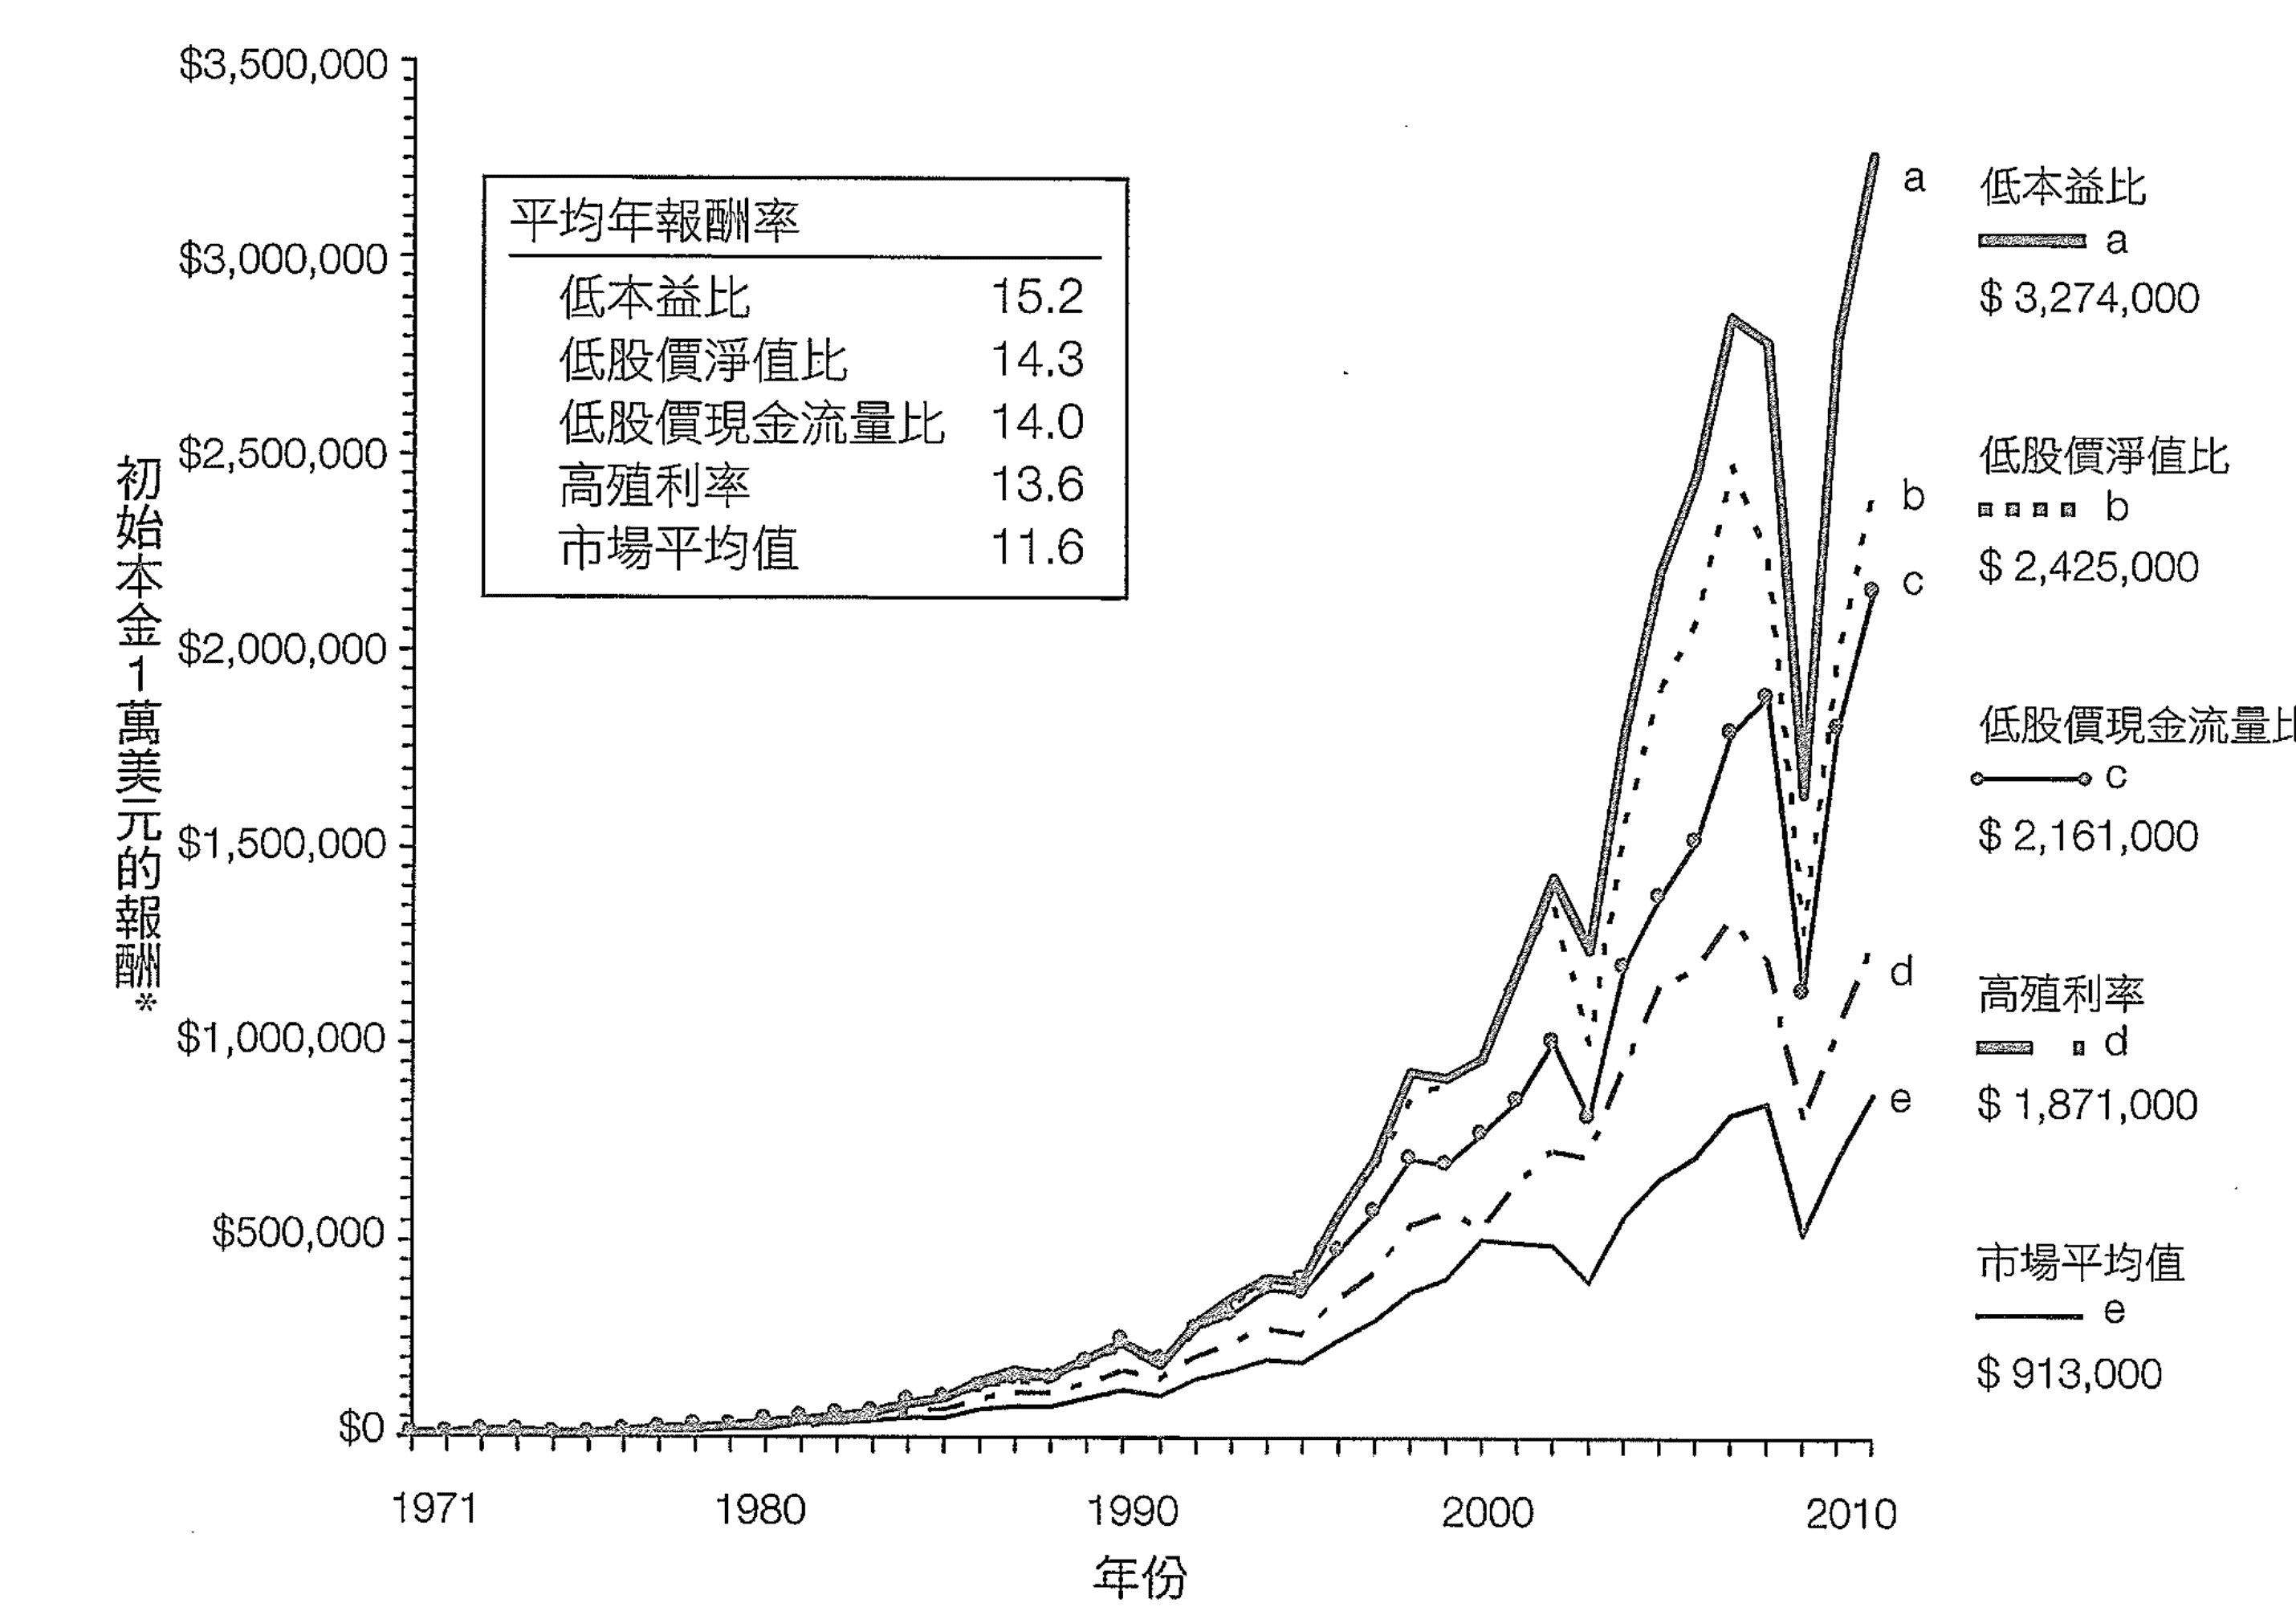 $3,500,000
$3,000,000
$2,500,000
$2,000,000
$1,500,000
$1,000,000
$500,000
$0
初始本金1萬美元的報酬*
平均年報酬率
低本益比 15.2
低股價淨值比 14.3
低股價現金流量比 14.0
高殖利率 13.6
市場平均值 11.6
a
b
c
d
e
低本益比
a
$ 3,274,000
低股價淨值比
b
$ 2,425,000
低股價現金流量比
c
$ 2,161,000
高殖利率
d
$ 1,871,000
市場平均值
e
$ 913,000
1971 1980 1990 2000 2010
年份